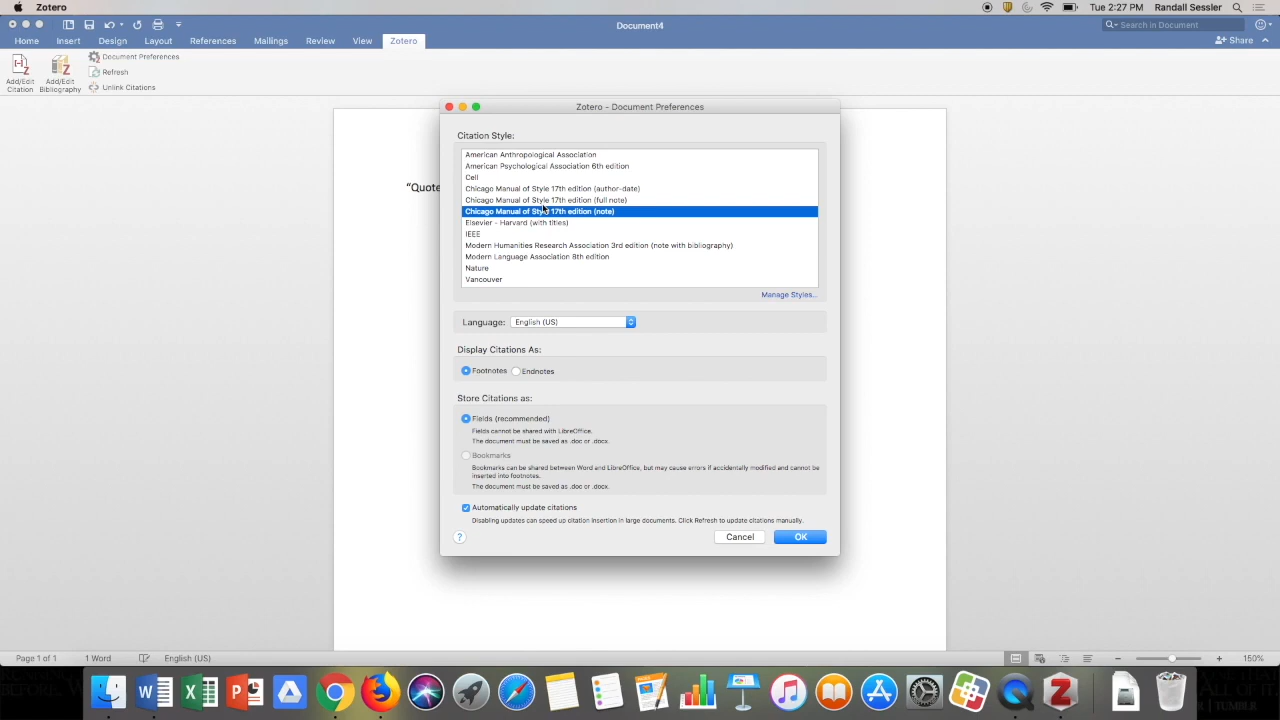 Zotero
Tue 2:27 PM Randall Sessler
Document4
Search in Document
Home Insert Design Layout References Mailings Review View Zotero
Share
Add/Edit Citation
Add/Edit Bibliography
Document Preferences
Refresh
Unlink Citations
Zotero - Document Preferences
Citation Style:
American Anthropological Association
American Psychological Association 6th edition
Cell
Chicago Manual of Style 17th edition (author-date)
Chicago Manual of Style 17th edition (full note)
Chicago Manual of Style 17th edition (note)
Elsevier - Harvard (with titles)
IEEE
Modern Humanities Research Association 3rd edition (note with bibliography)
Modern Language Association 8th edition
Nature
Vancouver
Manage Styles...
"Quote
Language: English (US)
Display Citations As:
Footnotes Endnotes
Store Citations as:
Fields (recommended)
Fields cannot be shared with LibreOffice.
The document must be saved as .doc or .docx.
Bookmarks
Bookmarks can be shared between Word and LibreOffice, but may cause errors if accidentally modified and cannot be
inserted into footnotes.
The document must be saved as .doc or .docx.
Automatically update citations
Disabling updates can speed up citation insertion in large documents. Click Refresh to update citations manually.
? Cancel OK
Page 1 of 1 1 Word English (US) 150%